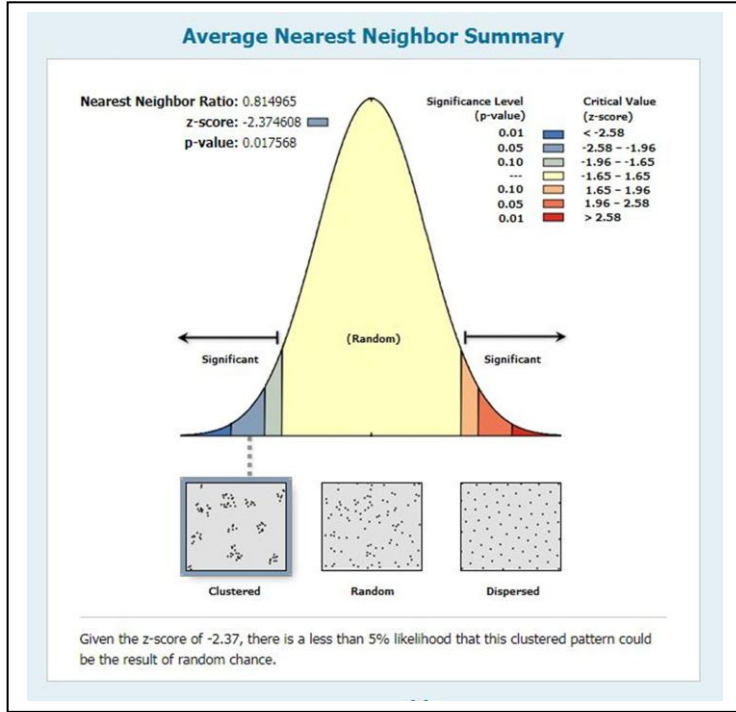 Average Nearest Neighbor Summary
Nearest Neighbor Ratio: 0.814965
z-score: -2.374608
p-value: 0.017568
Significance Level (p-value) Critical Value (z-score)
0.01 < -2.58
0.05 -2.58 – -1.96
0.10 -1.96 – -1.65
--- -1.65 – 1.65
0.10 1.65 – 1.96
0.05 1.96 – 2.58
0.01 > 2.58
(Random)
Significant Significant
Clustered Random Dispersed
Given the z-score of -2.37, there is a less than 5% likelihood that this clustered pattern could
be the result of random chance.